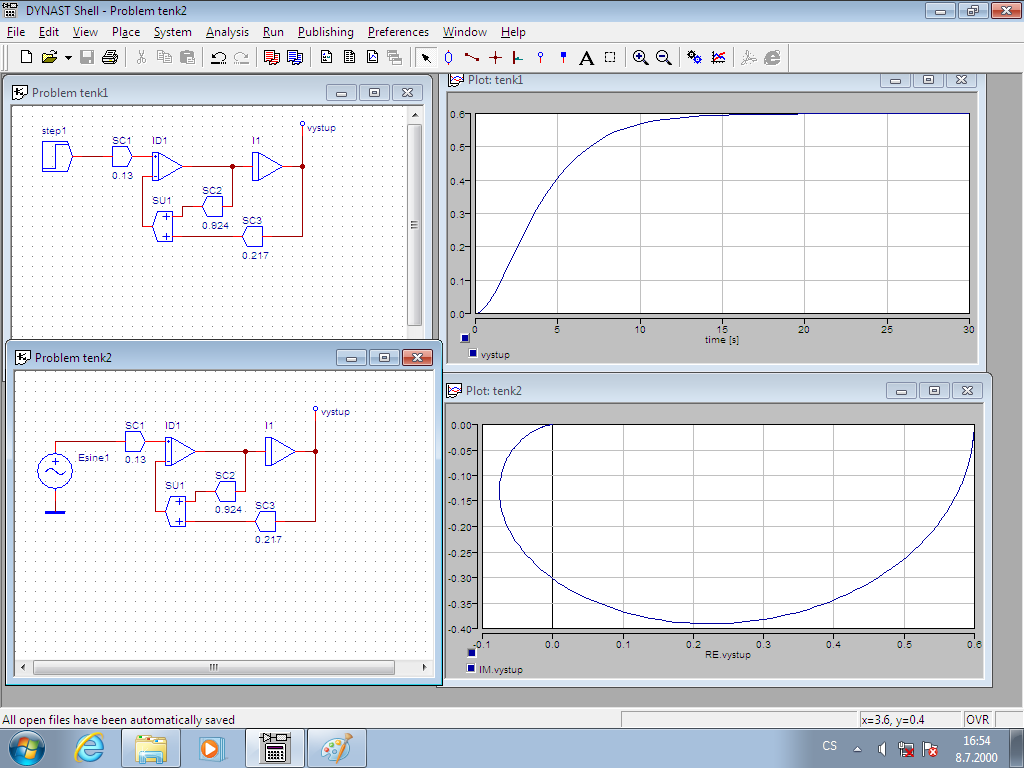 DYNAST Shell - Problem tenk2
File Edit View Place System Analysis Run Publishing Preferences Window Help
A
Problem tenk1
step1
SC1
ID1
I1
vystup
0.13
SU1
SC2
0.924
SC3
0.217
Plot: tenk1
0.6
0.5
0.4
0.3
0.2
0.1
0.0
0 5 10 15 20 25 30
time [s]
vystup
Problem tenk2
SC1
ID1
I1
vystup
Esine1
0.13
SU1
SC2
0.924
SC3
0.217
Plot: tenk2
0.00
-0.05
-0.10
-0.15
-0.20
-0.25
-0.30
-0.35
-0.40
-0.1 0.0 0.1 0.2 0.3 0.4 0.5 0.6
RE.vystup
IM.vystup
All open files have been automatically saved
x=3.6, y=0.4
OVR
CS
16:54
8.7.2000